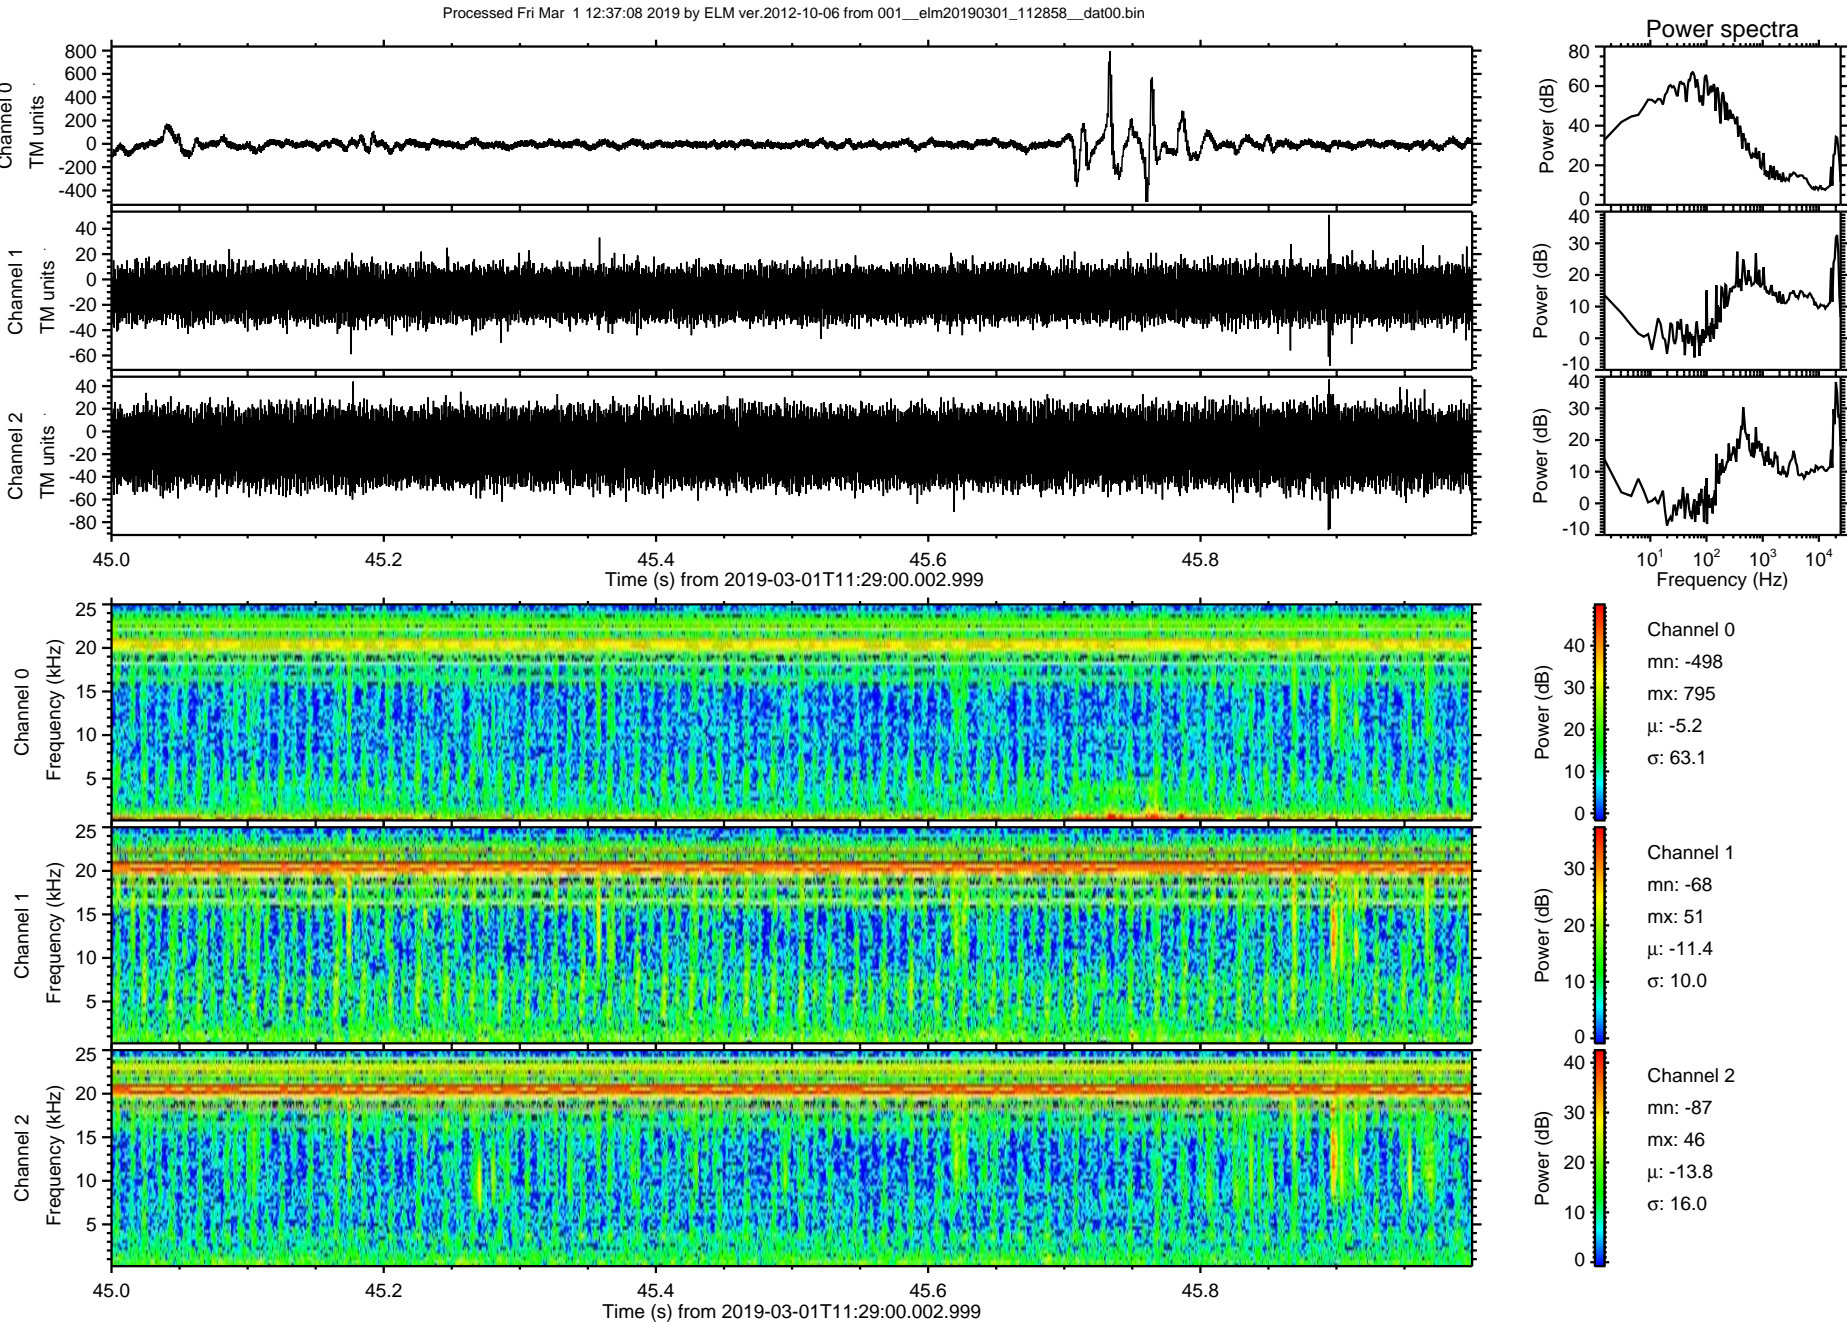 Processed Fri Mar  1 12:37:08 2019 by ELM ver.2012-10-06 from 001__elm20190301_112858__dat00.bin
Power spectra
Channel 0
TM units
800
600
400
200
0
-200
-400
Power (dB)
80
60
40
20
0
Channel 1
TM units
40
20
0
-20
-40
-60
Power (dB)
40
30
20
10
0
-10
Channel 2
TM units
40
20
0
-20
-40
-60
-80
Power (dB)
40
30
20
10
0
-10
45.0 45.2 45.4 45.6 45.8
Time (s) from 2019-03-01T11:29:00.002.999
10¹ 10² 10³ 10⁴
Frequency (Hz)
Channel 0
Frequency (kHz)
25
20
15
10
5
Power (dB)
40
30
20
10
0
Channel 0
mn: -498
mx: 795
µ: -5.2
σ: 63.1
Channel 1
Frequency (kHz)
25
20
15
10
5
Power (dB)
30
20
10
0
Channel 1
mn: -68
mx: 51
µ: -11.4
σ: 10.0
Channel 2
Frequency (kHz)
25
20
15
10
5
Power (dB)
40
30
20
10
0
Channel 2
mn: -87
mx: 46
µ: -13.8
σ: 16.0
45.0 45.2 45.4 45.6 45.8
Time (s) from 2019-03-01T11:29:00.002.999